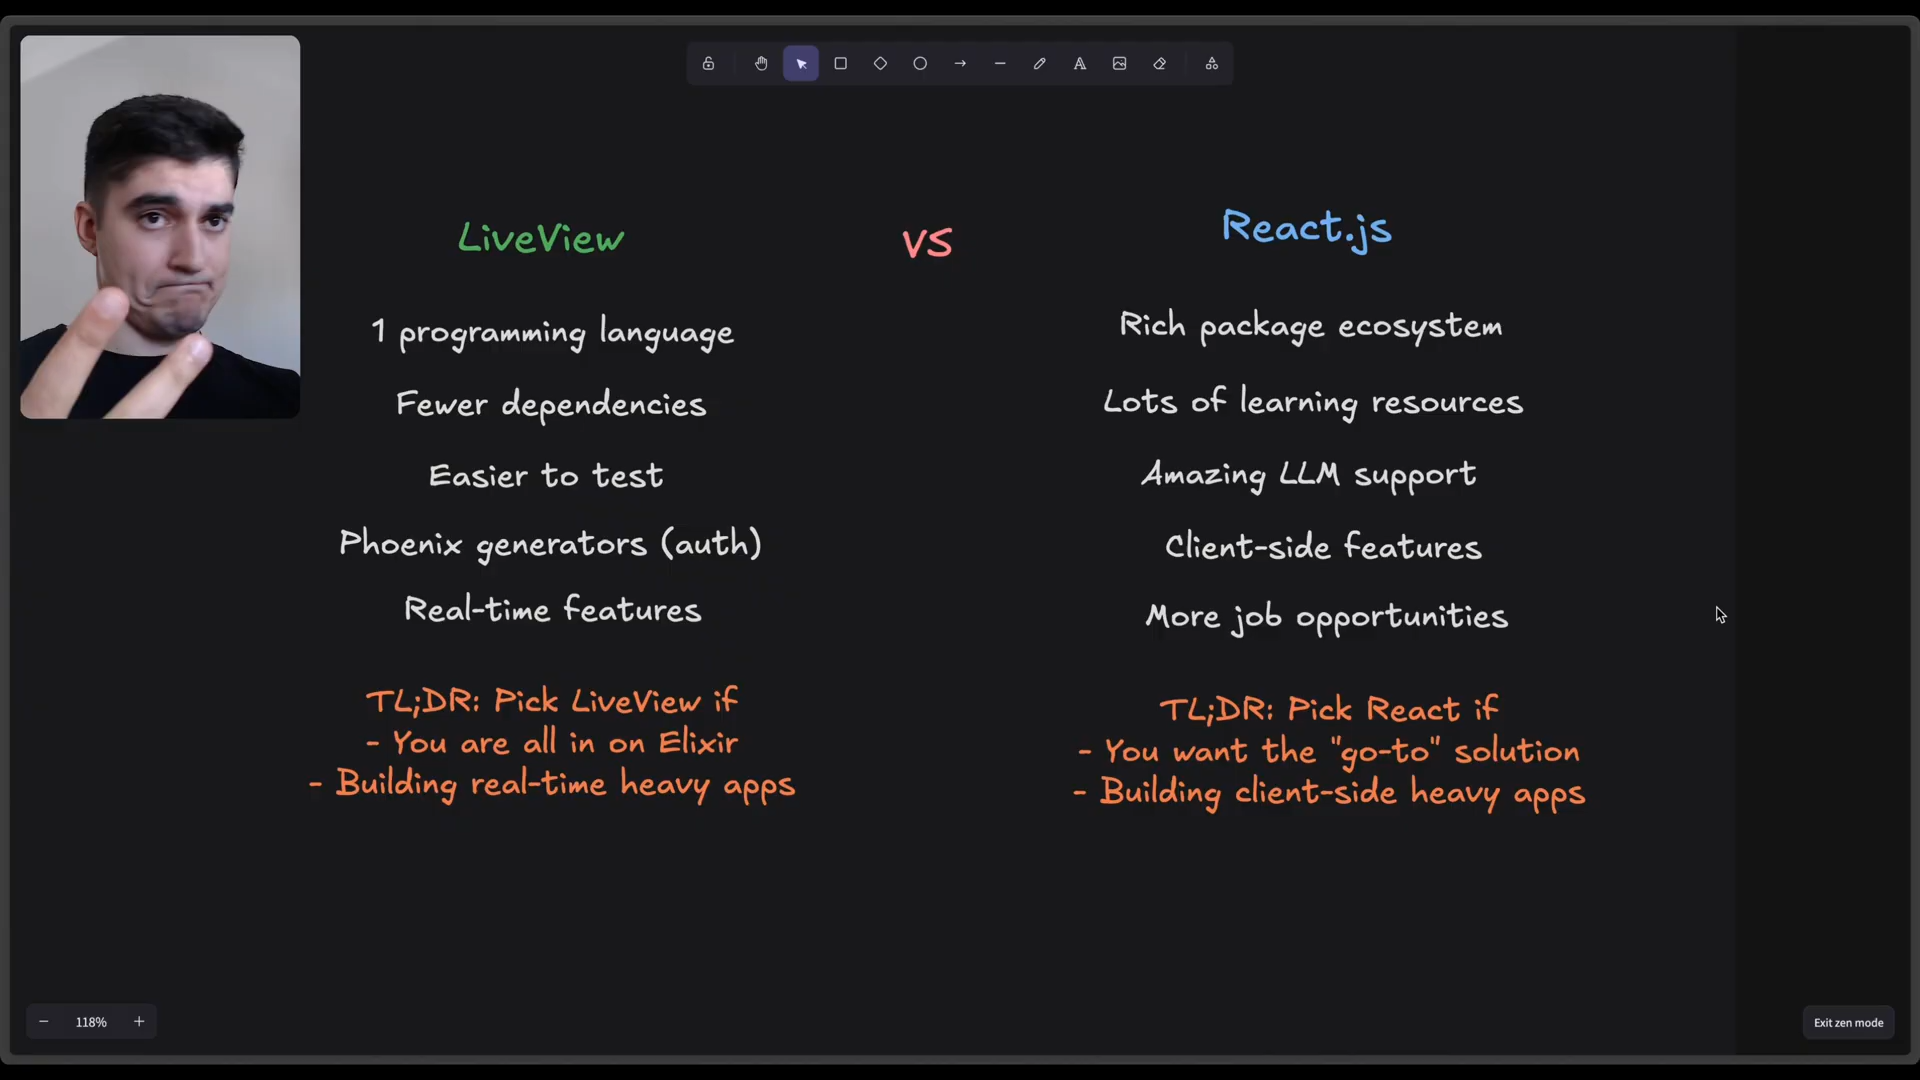 LiveView
1 programming language
Fewer dependencies
Easier to test
Phoenix generators (auth)
Real-time features
TL;DR: Pick LiveView if
- You are all in on Elixir
- Building real-time heavy apps
vs
React.js
Rich package ecosystem
Lots of learning resources
Amazing LLM support
Client-side features
More job opportunities
TL;DR: Pick React if
- You want the "go-to" solution
- Building client-side heavy apps
118%
Exit zen mode